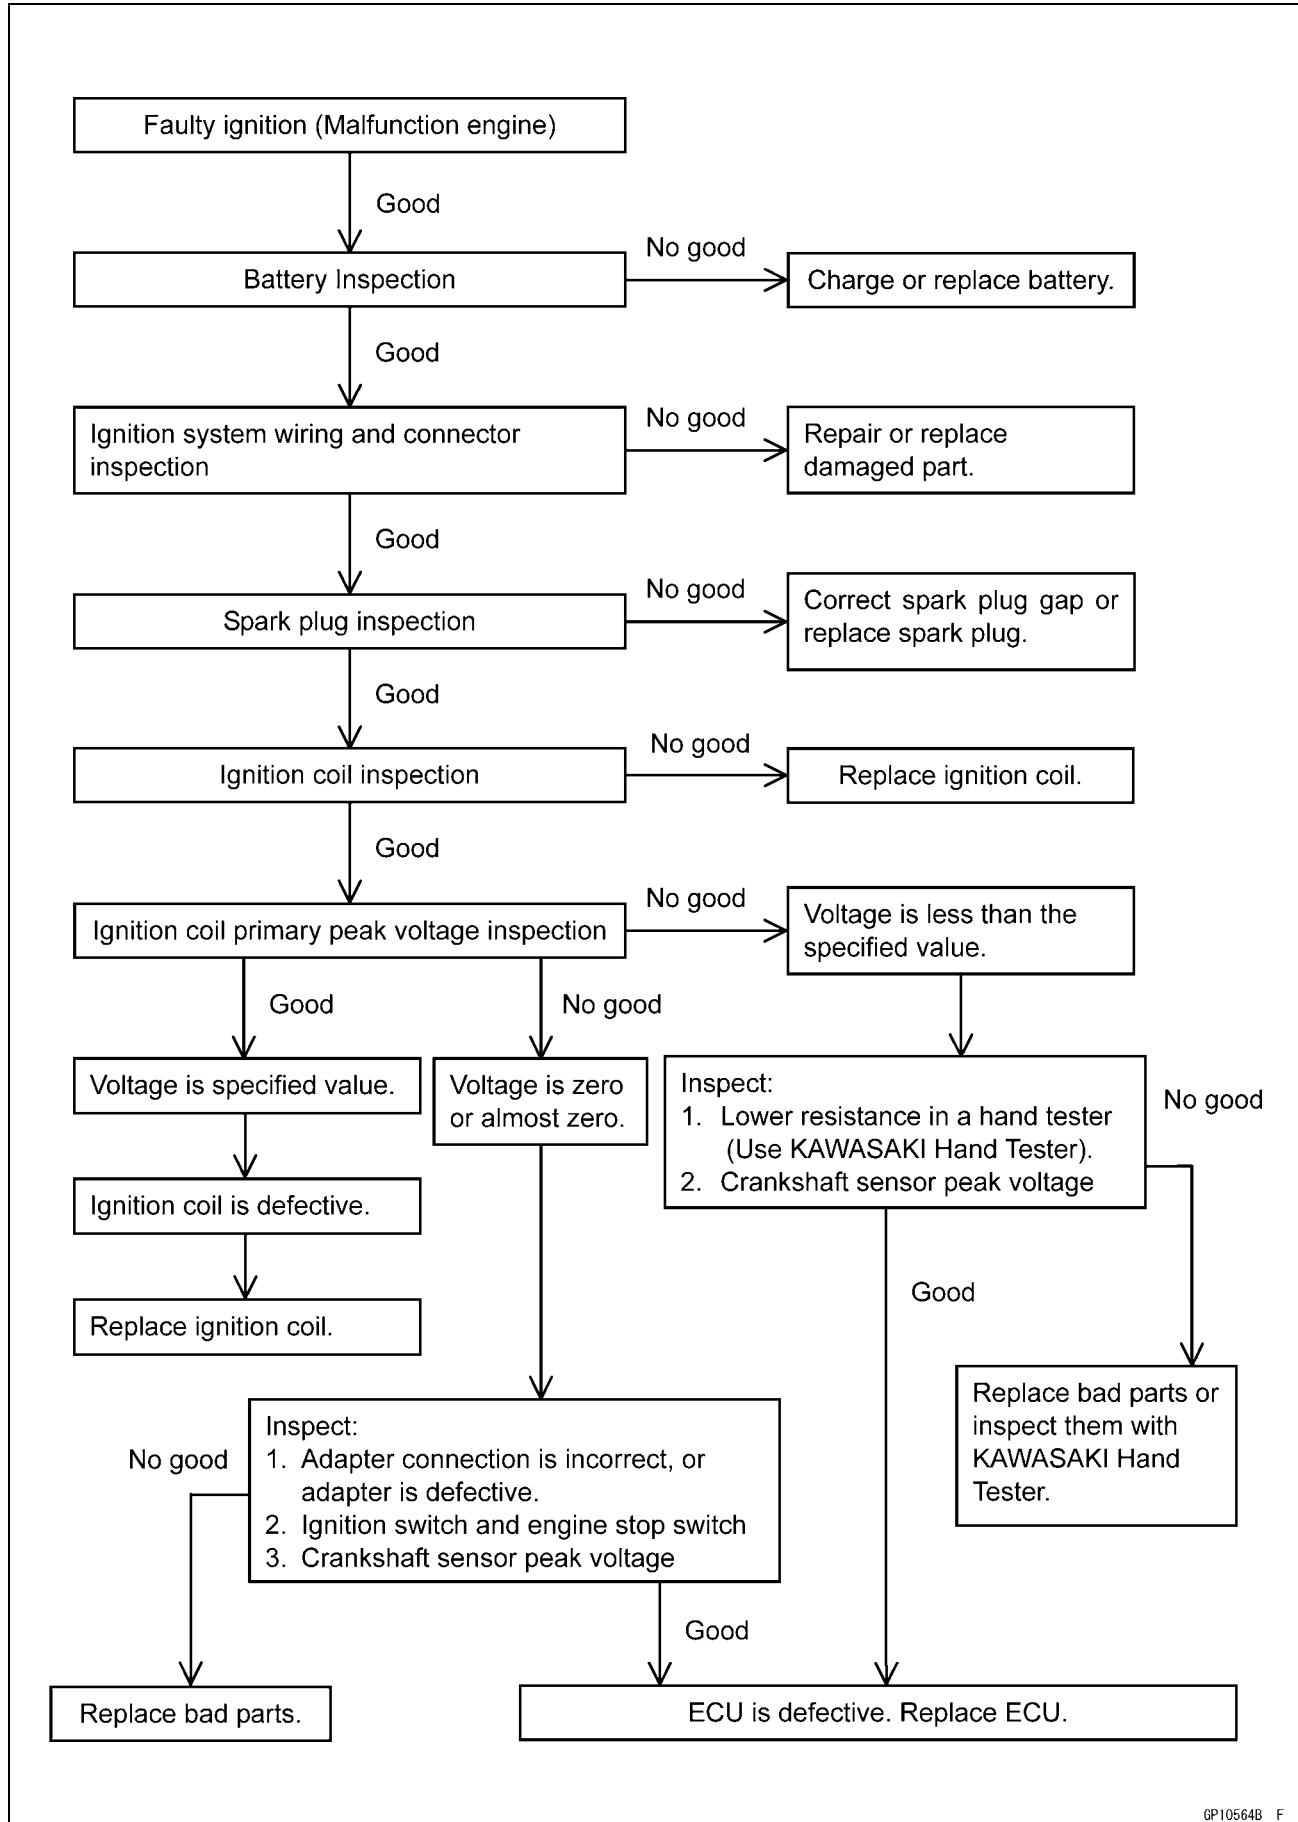 Faulty ignition (Malfunction engine)
Good
Battery Inspection
No good
Charge or replace battery.
Good
Ignition system wiring and connector
inspection
No good
Repair or replace
damaged part.
Good
Spark plug inspection
No good
Correct spark plug gap or
replace spark plug.
Good
Ignition coil inspection
No good
Replace ignition coil.
Good
Ignition coil primary peak voltage inspection
No good
Voltage is less than the
specified value.
Good
No good
Voltage is specified value.
Voltage is zero
or almost zero.
Inspect:
1. Lower resistance in a hand tester
(Use KAWASAKI Hand Tester).
2. Crankshaft sensor peak voltage
No good
Ignition coil is defective.
Replace ignition coil.
Good
Replace bad parts or
inspect them with
KAWASAKI Hand
Tester.
No good
Inspect:
1. Adapter connection is incorrect, or
adapter is defective.
2. Ignition switch and engine stop switch
3. Crankshaft sensor peak voltage
Good
Replace bad parts.
ECU is defective. Replace ECU.
GP10564B F